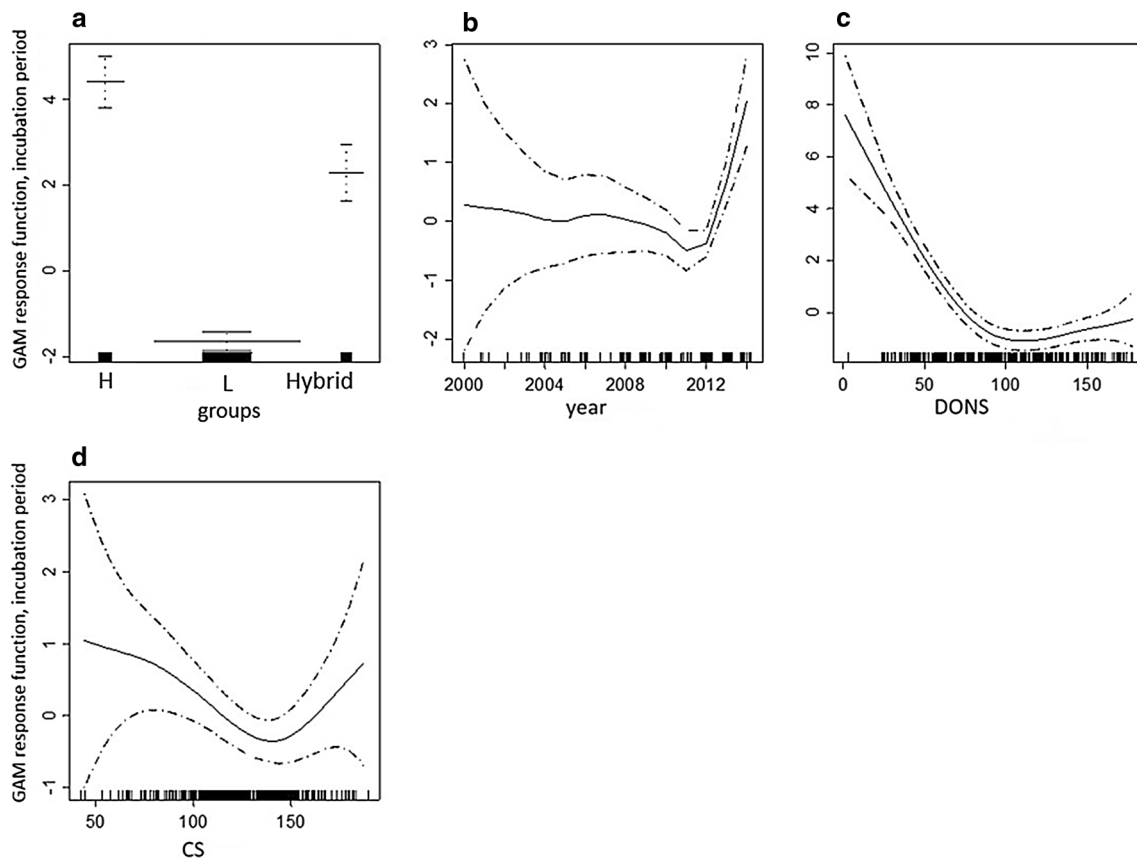 a
GAM response function, incubation period
4
2
0
-2
H L Hybrid
groups
b
3
2
1
0
-1
-2
2000 2004 2008 2012
year
c
10
8
6
4
2
0
0 50 100 150
DONS
d
GAM response function, incubation period
3
2
1
0
-1
50 100 150
CS